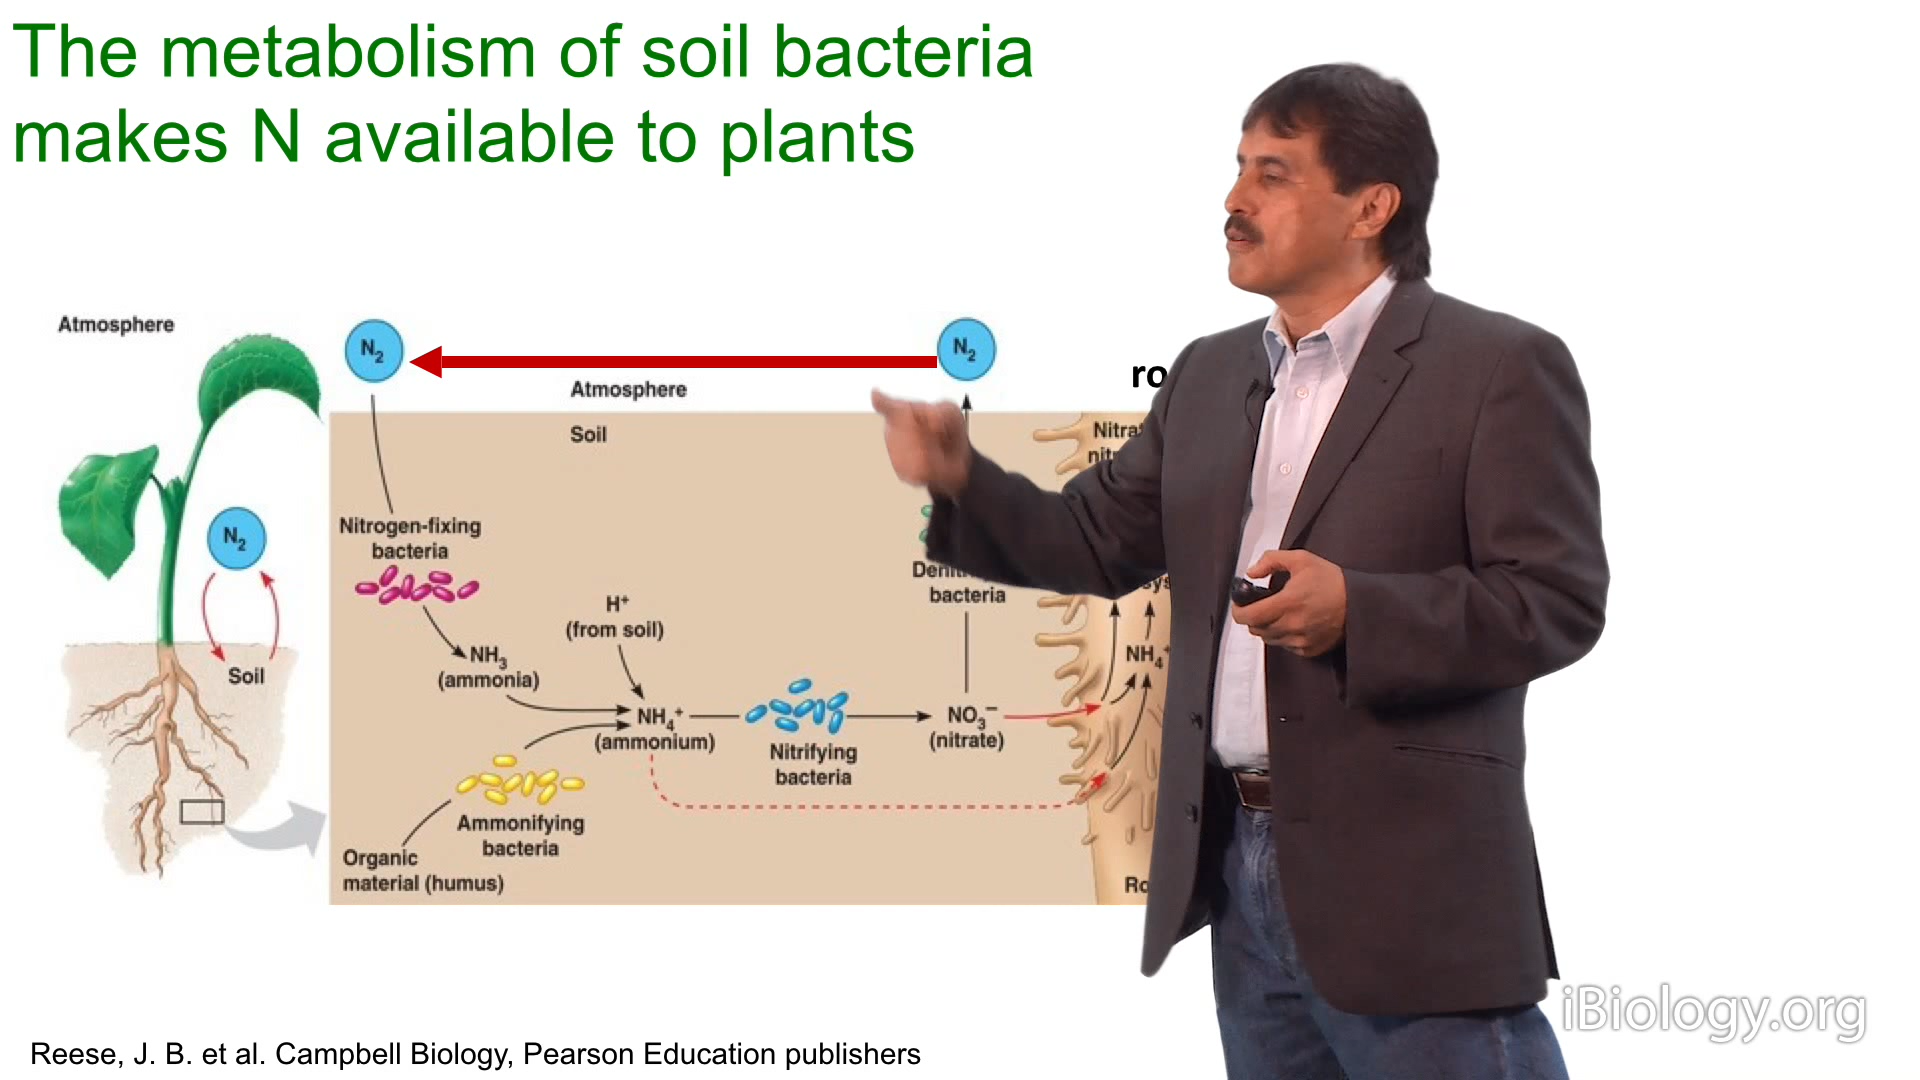 The metabolism of soil bacteria
makes N available to plants
Atmosphere
N₂
N₂
Atmosphere
Soil
N₂
Soil
Nitrogen-fixing
bacteria
H⁺
(from soil)
NH₃
(ammonia)
bacteria
NH₄⁺
NH₄⁺
(ammonium)
Nitrifying
bacteria
NO₃⁻
(nitrate)
Ammonifying
bacteria
Organic
material (humus)
iBiology.org
Reese, J. B. et al. Campbell Biology, Pearson Education publishers